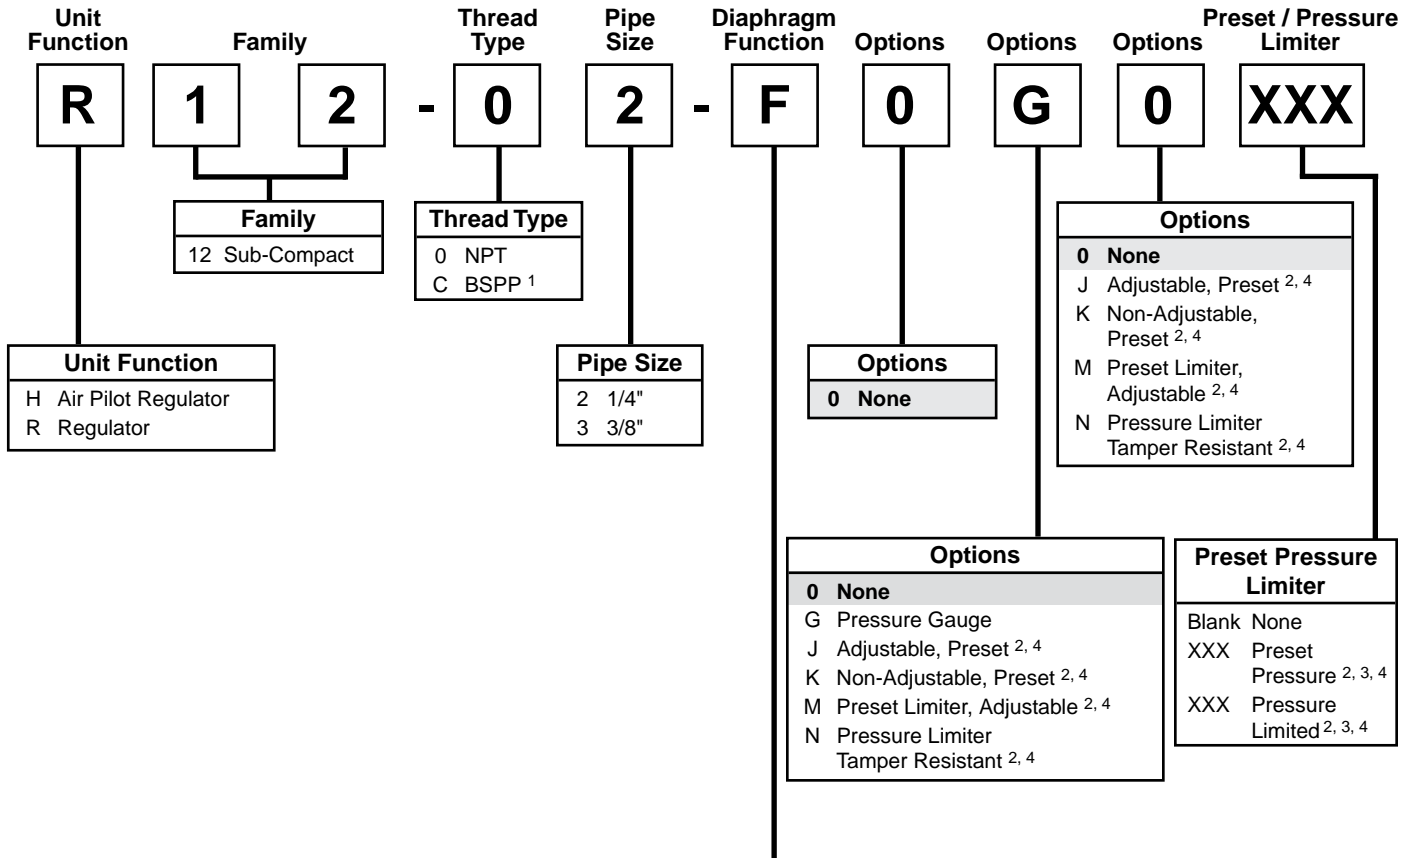 Unit Function
Family
Thread Type
Pipe Size
Diaphragm Function
Options
Options
Options
Preset / Pressure Limiter
R 1 2 - 0 2 - F 0 G 0 XXX
Family
12 Sub-Compact
Thread Type
0 NPT
C BSPP 1
Options
0 None
J Adjustable, Preset 2, 4
K Non-Adjustable,
Preset 2, 4
M Preset Limiter,
Adjustable 2, 4
N Pressure Limiter
Tamper Resistant 2, 4
Unit Function
H Air Pilot Regulator
R Regulator
Pipe Size
2 1/4"
3 3/8"
Options
0 None
Options
0 None
G Pressure Gauge
J Adjustable, Preset 2, 4
K Non-Adjustable, Preset 2, 4
M Preset Limiter, Adjustable 2, 4
N Pressure Limiter
Tamper Resistant 2, 4
Preset Pressure
Limiter
Blank None
XXX Preset
Pressure 2, 3, 4
XXX Pressure
Limited 2, 3, 4